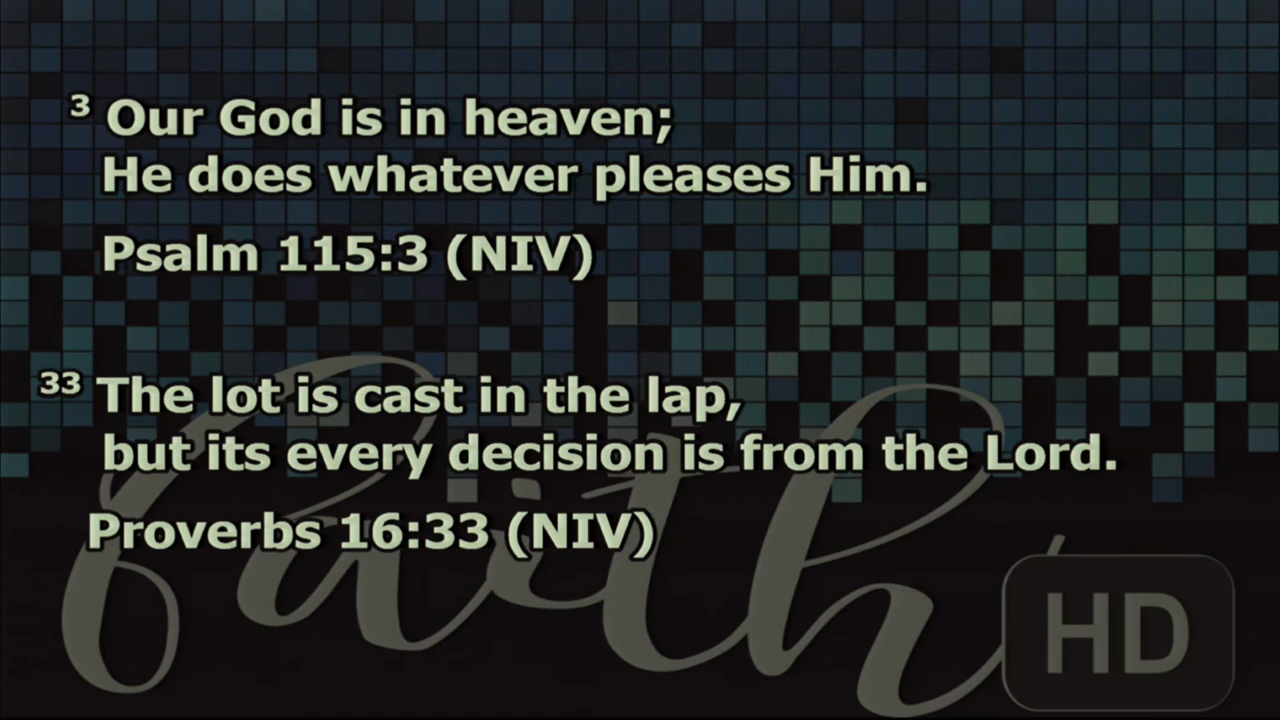 ³ Our God is in heaven;
He does whatever pleases Him.
Psalm 115:3 (NIV)
³³ The lot is cast in the lap,
but its every decision is from the Lord.
Proverbs 16:33 (NIV)
faith
HD